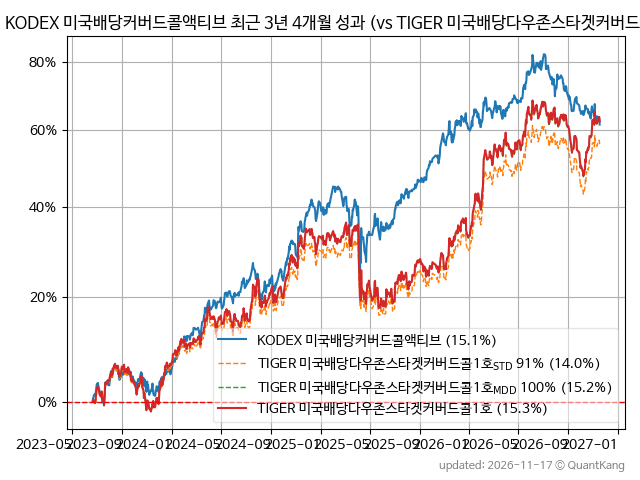 KODEX 미국배당커버드콜액티브 최근 3년 4개월 성과 (vs TIGER 미국배당다우존스타겟커버드
80%
60%
40%
20%
0%
KODEX 미국배당커버드콜액티브 (15.1%)
TIGER 미국배당다우존스타겟커버드콜1호STD 91% (14.0%)
TIGER 미국배당다우존스타겟커버드콜1호MDD 100% (15.2%)
TIGER 미국배당다우존스타겟커버드콜1호 (15.3%)
2023-05 2023-09 2024-01 2024-05 2024-09 2025-01 2025-05 2025-09 2026-01 2026-05 2026-09 2027-01
updated: 2026-11-17 © QuantKang